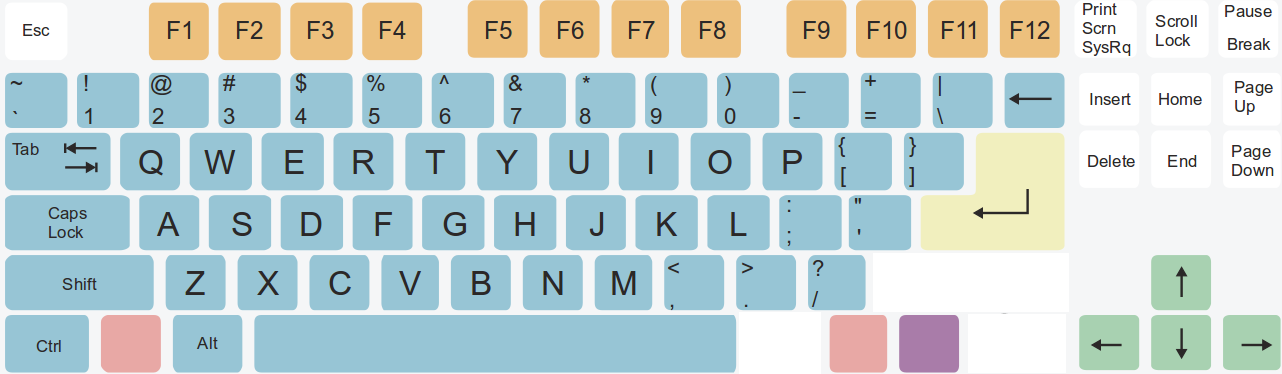 Esc F1 F2 F3 F4 F5 F6 F7 F8 F9 F10 F11 F12
Print
Scrn
SysRq
Scroll
Lock
Pause
Break
~ ! @ # $ % ^ & * ( ) _ + |
` 1 2 3 4 5 6 7 8 9 0 - = \
←
Insert Home
Page
Up
Tab
Q W E R T Y U I O P
{ }
[ ]
Delete End
Page
Down
Caps
Lock
A S D F G H J K L
: "
; '
Shift
Z X C V B N M
< > ?
, . /
↑
Ctrl Alt
← ↓ →